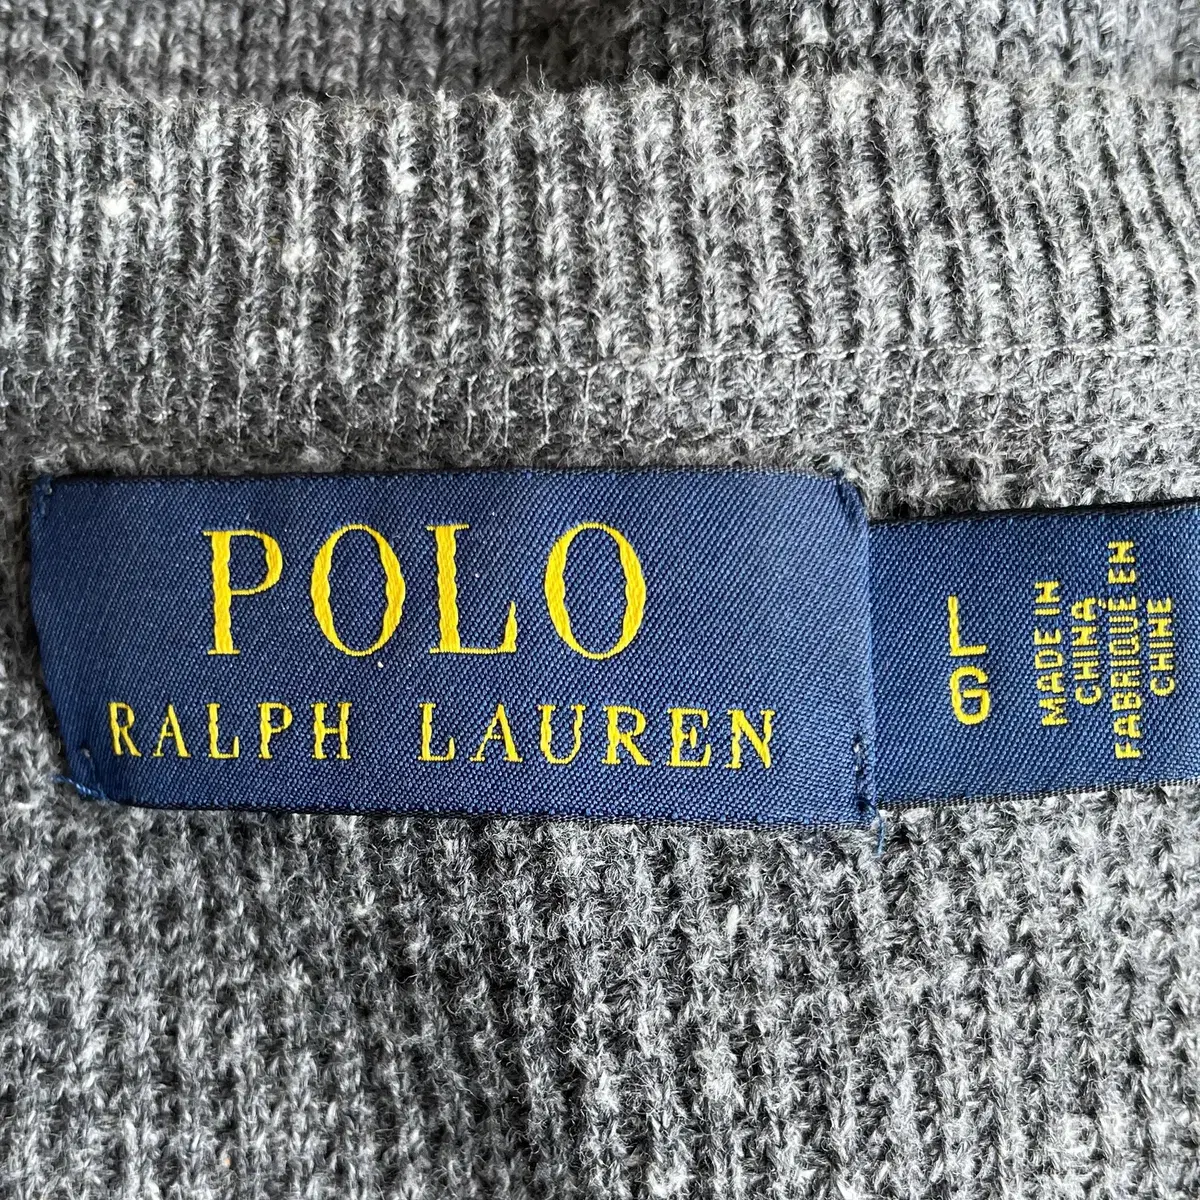 POLO
RALPH LAUREN
L
G
MADE IN
CHINA
FABRIQUÉ EN
CHINE